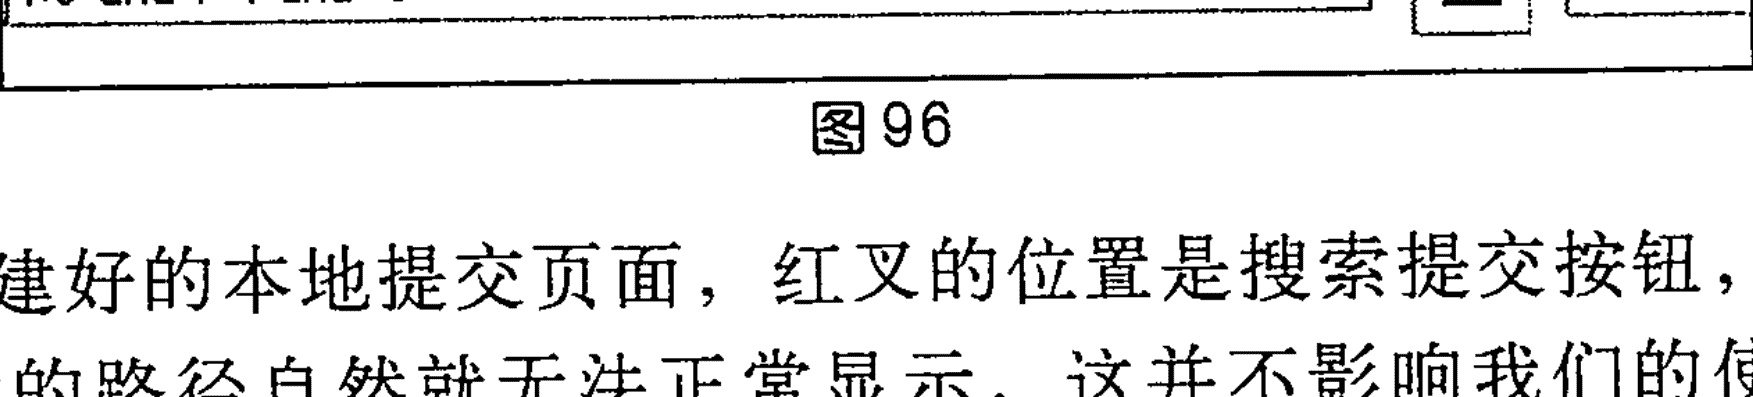 图96
建好的本地提交页面，红叉的位置是搜索提交按钮，
的路径自然就无法正常显示，这并不影响我们的使